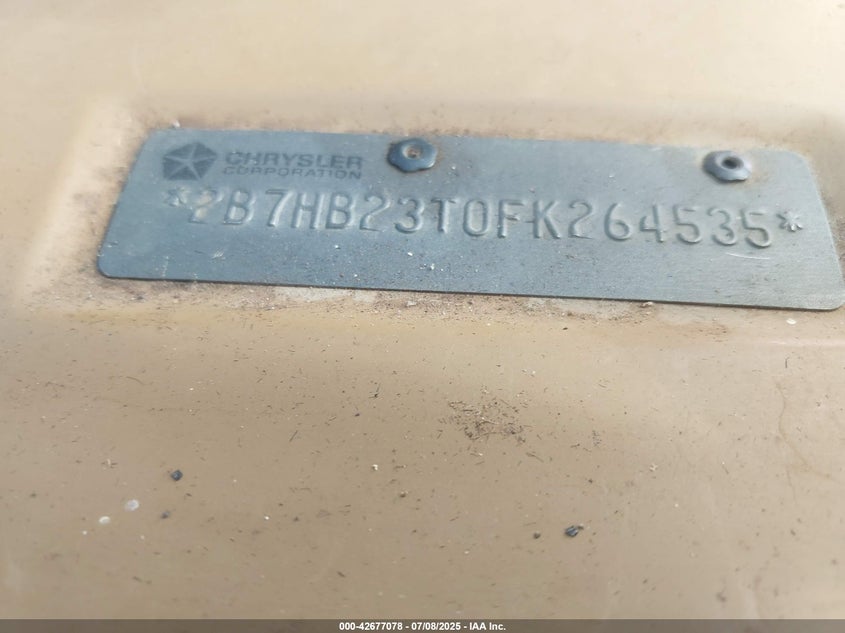 CHRYSLER
CORPORATION
*2B7HB23T0FK264535*
000-42677078 - 07/08/2025 - IAA Inc.